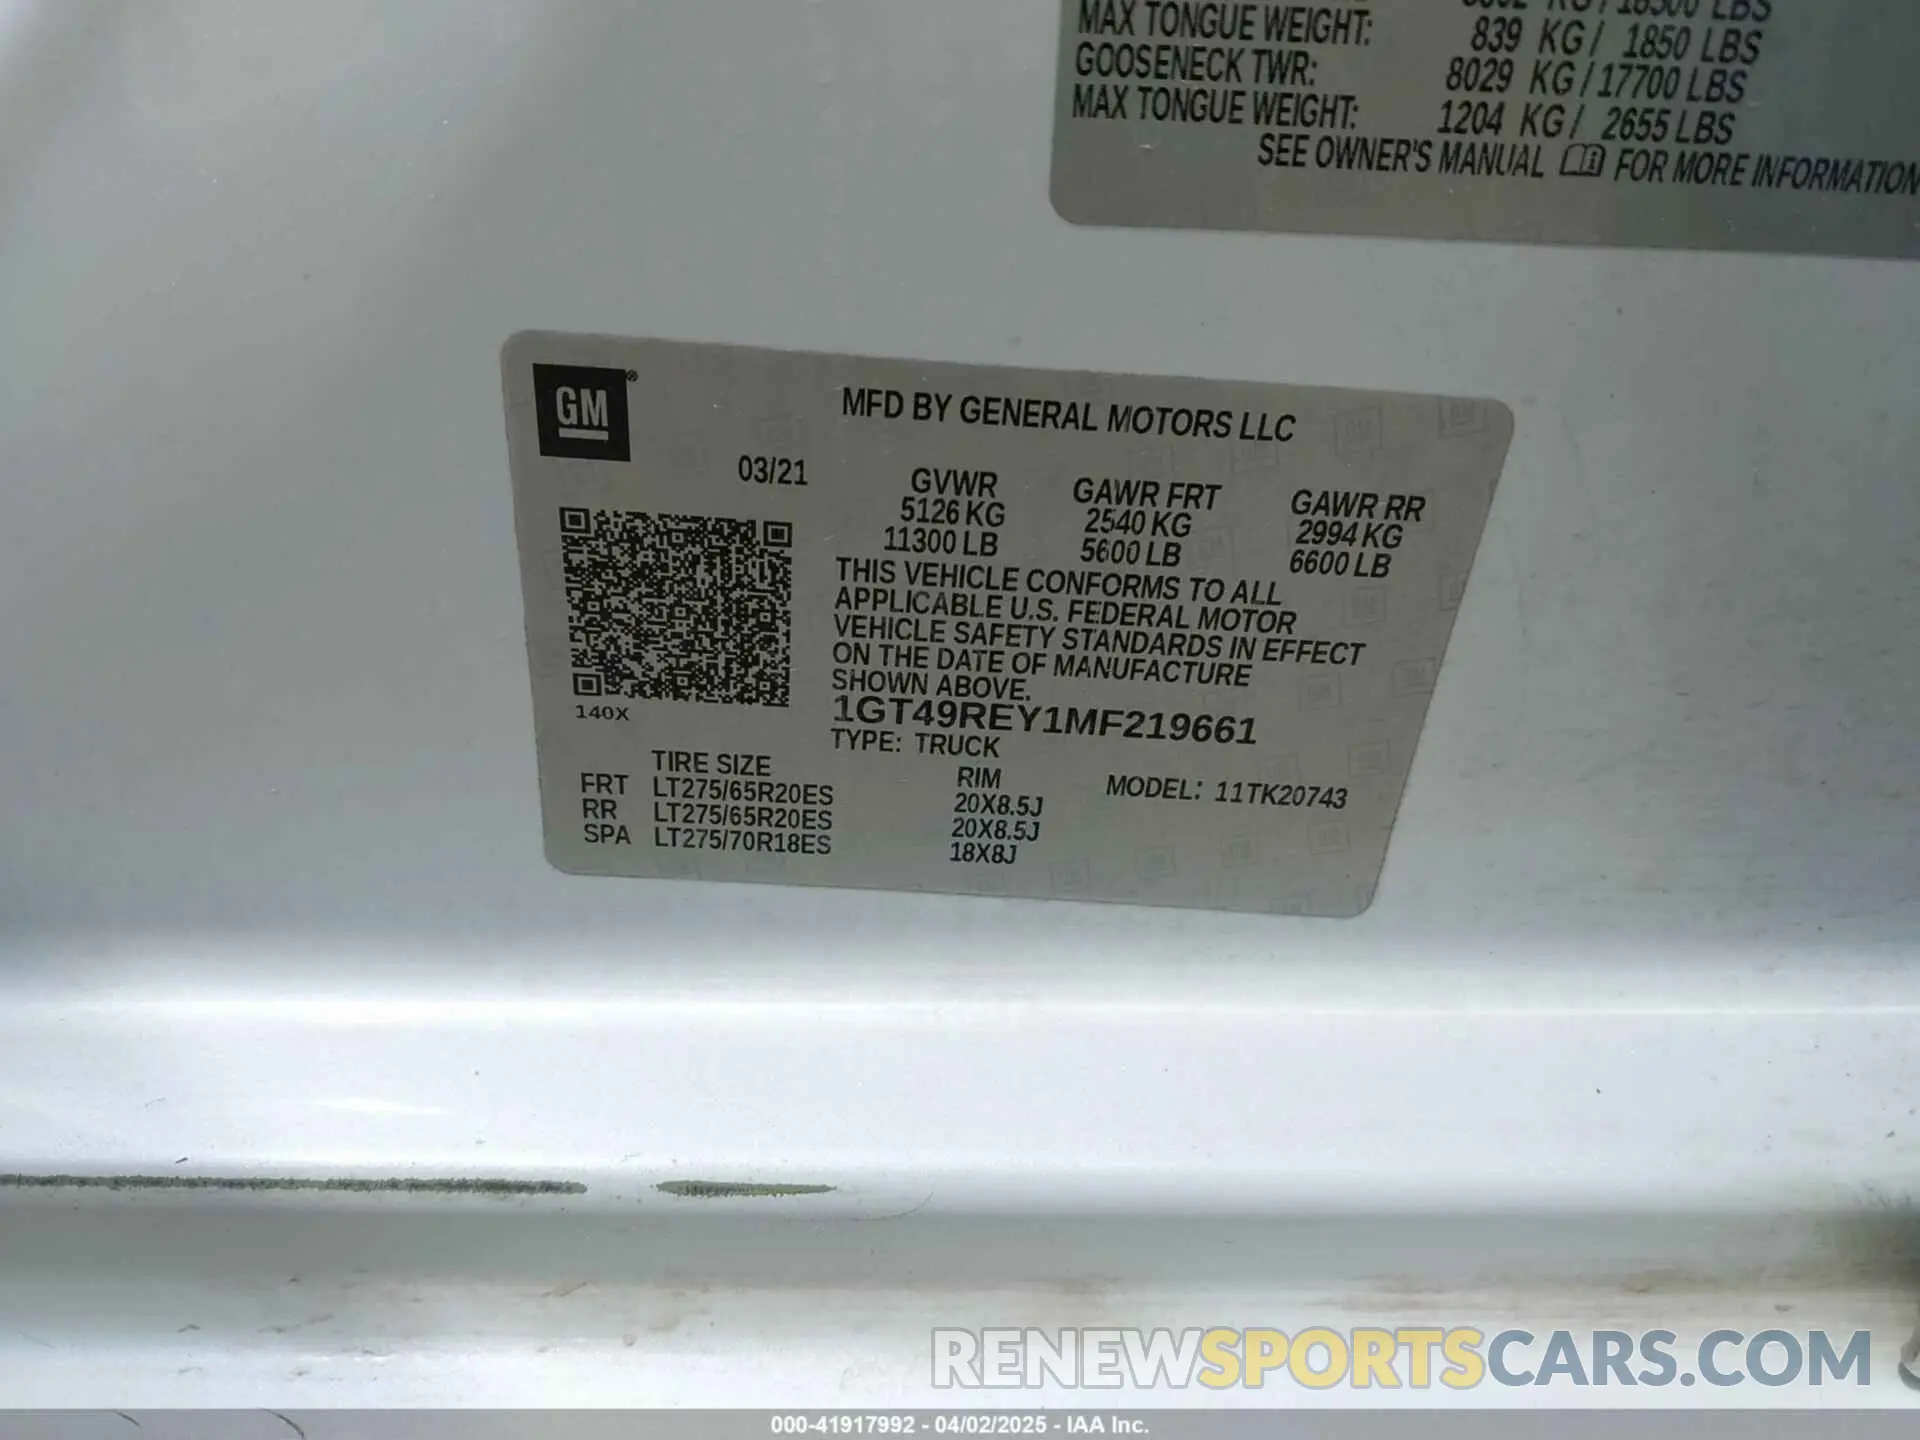 18500 LBS
MAX TONGUE WEIGHT: 839 KG / 1850 LBS
GOOSENECK TWR: 8029 KG / 17700 LBS
MAX TONGUE WEIGHT: 1204 KG / 2655 LBS
SEE OWNER'S MANUAL FOR MORE INFORMATION
GM®
MFD BY GENERAL MOTORS LLC
03/21
GVWR GAWR FRT GAWR RR
5126 KG 2540 KG 2994 KG
11300 LB 5600 LB 6600 LB
THIS VEHICLE CONFORMS TO ALL
APPLICABLE U.S. FEDERAL MOTOR
VEHICLE SAFETY STANDARDS IN EFFECT
ON THE DATE OF MANUFACTURE
SHOWN ABOVE.
140X
1GT49REY1MF219661
TYPE: TRUCK
TIRE SIZE RIM MODEL: 11TK20743
FRT LT275/65R20ES 20X8.5J
RR LT275/65R20ES 20X8.5J
SPA LT275/70R18ES 18X8J
RENEWSPORTSCARS.COM
000-41917992 - 04/02/2025 - IAA Inc.